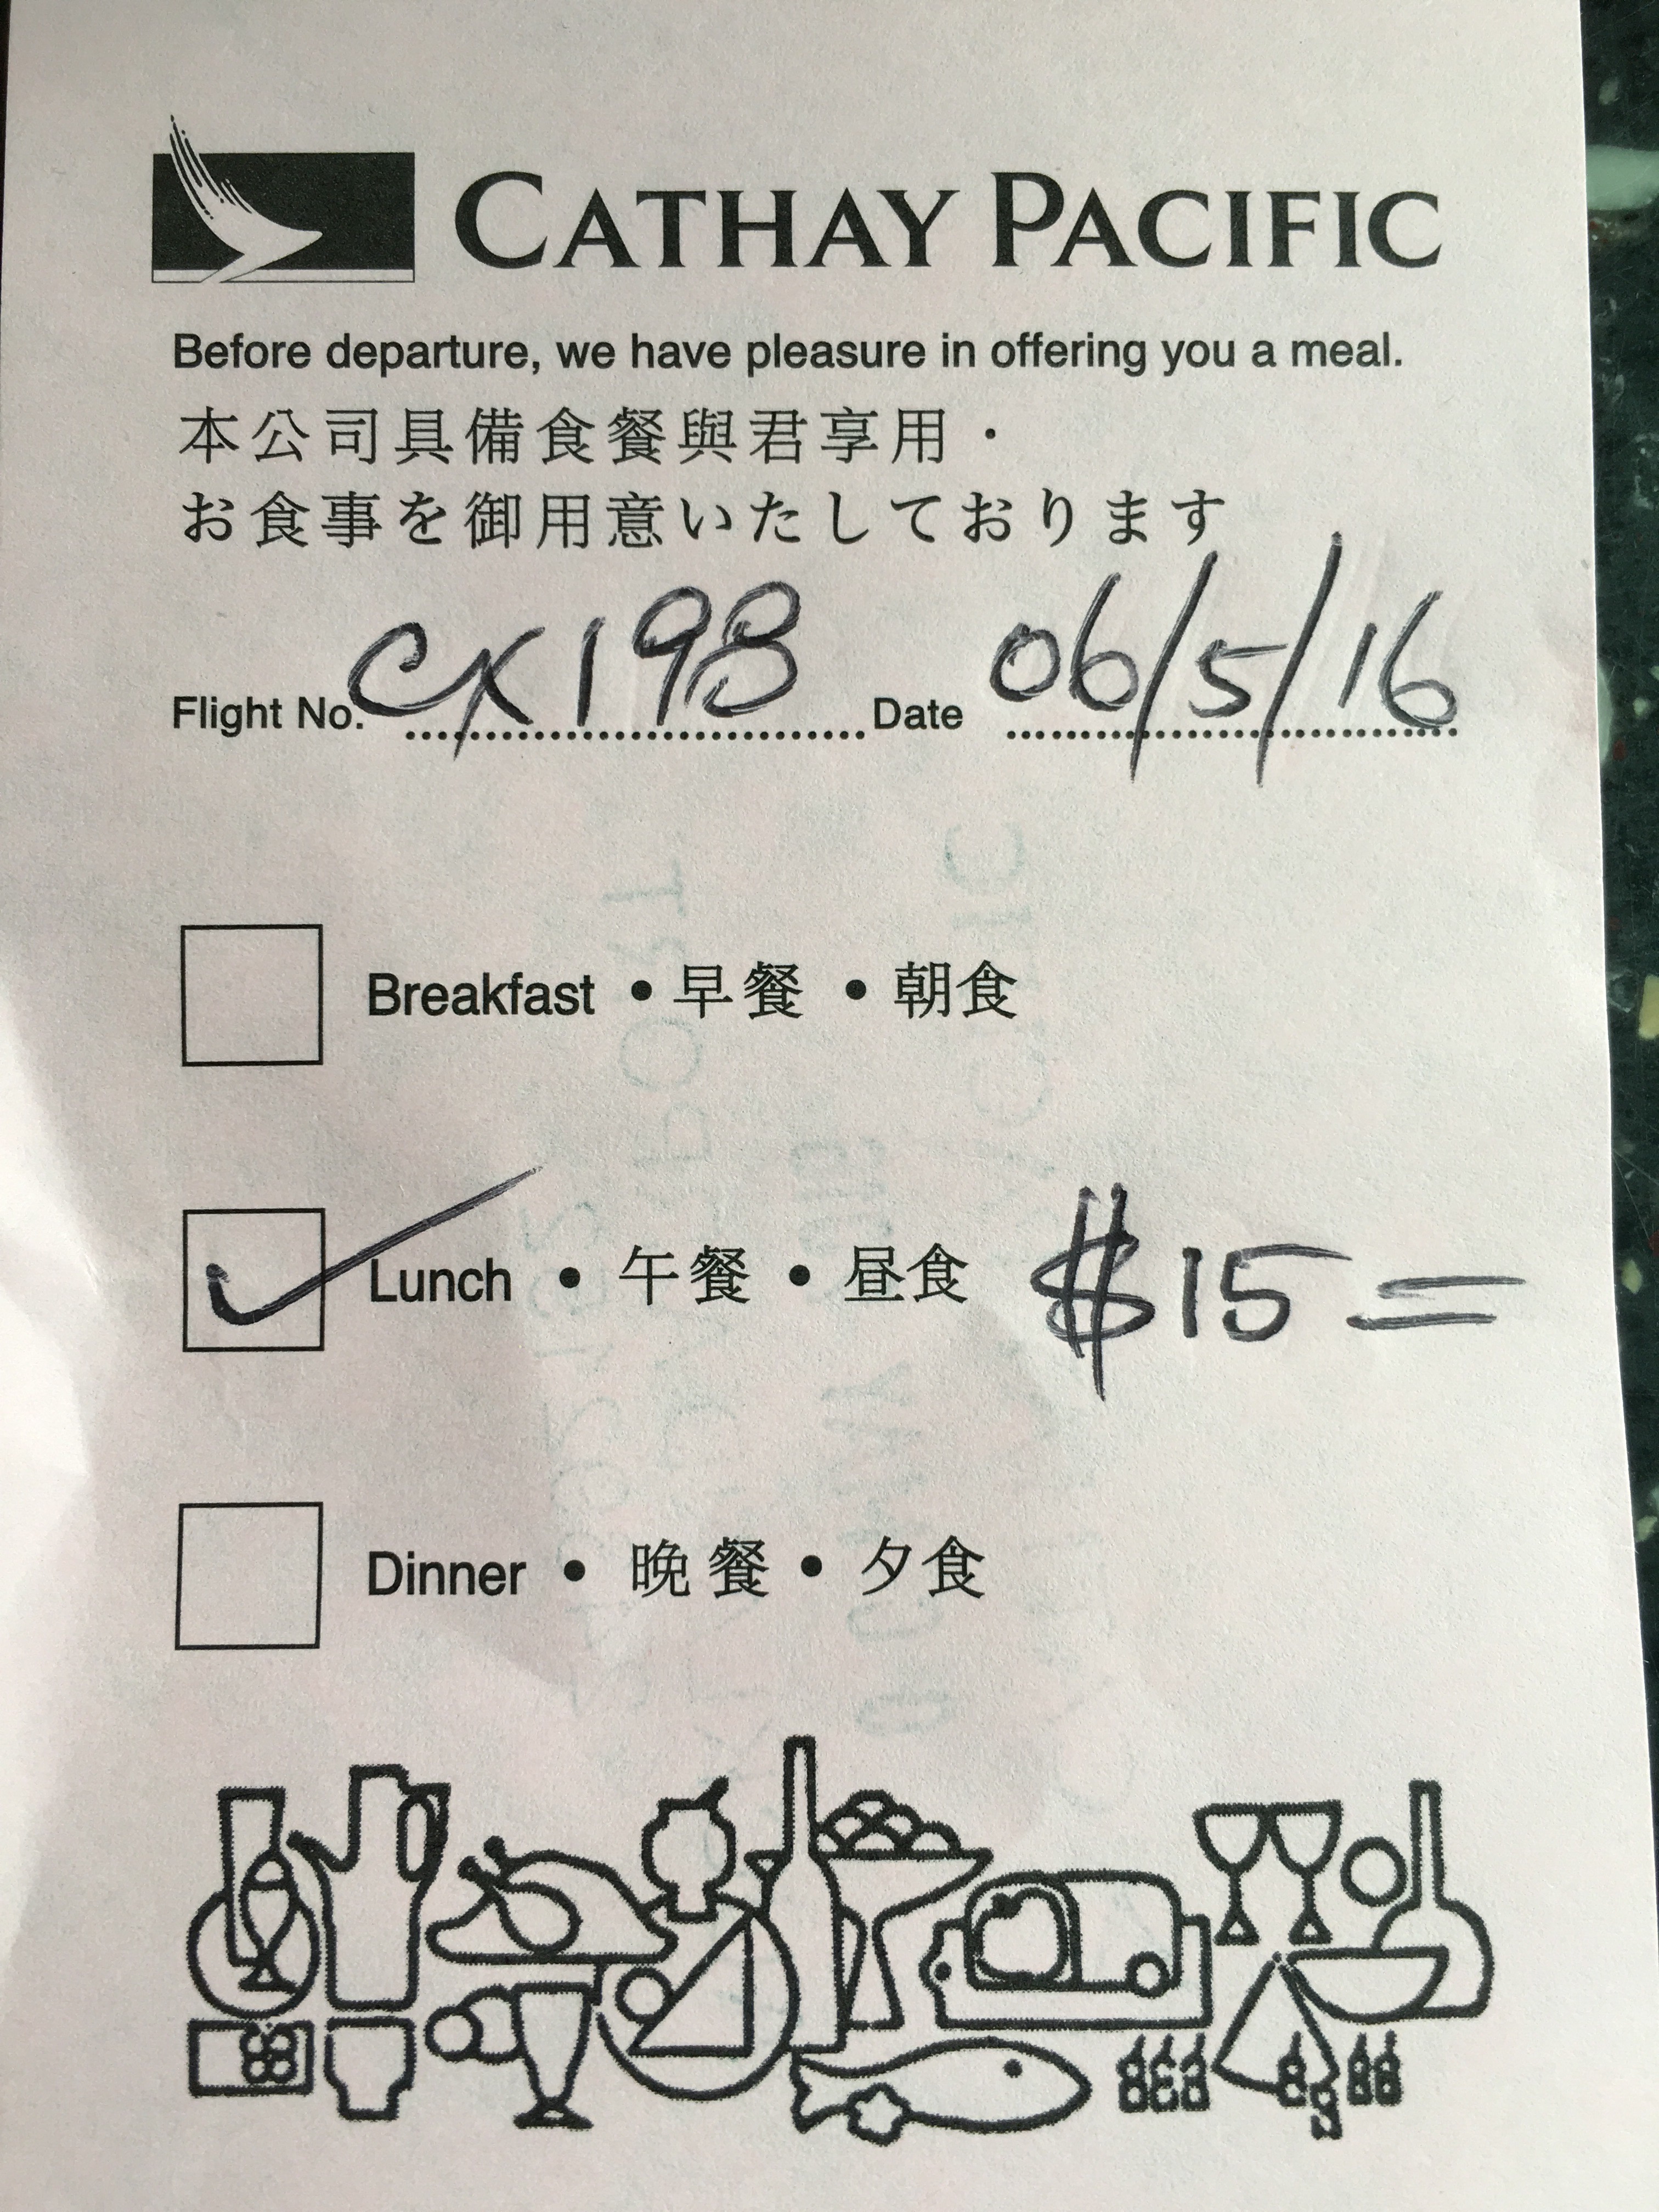 CATHAY PACIFIC
Before departure, we have pleasure in offering you a meal.
本公司具備食餐與君享用・
お食事を御用意いたしております
Flight No. CX198 Date 06/5/16
Breakfast • 早餐 • 朝食
Lunch • 午餐 • 昼食 $15=
Dinner • 晩餐 • 夕食